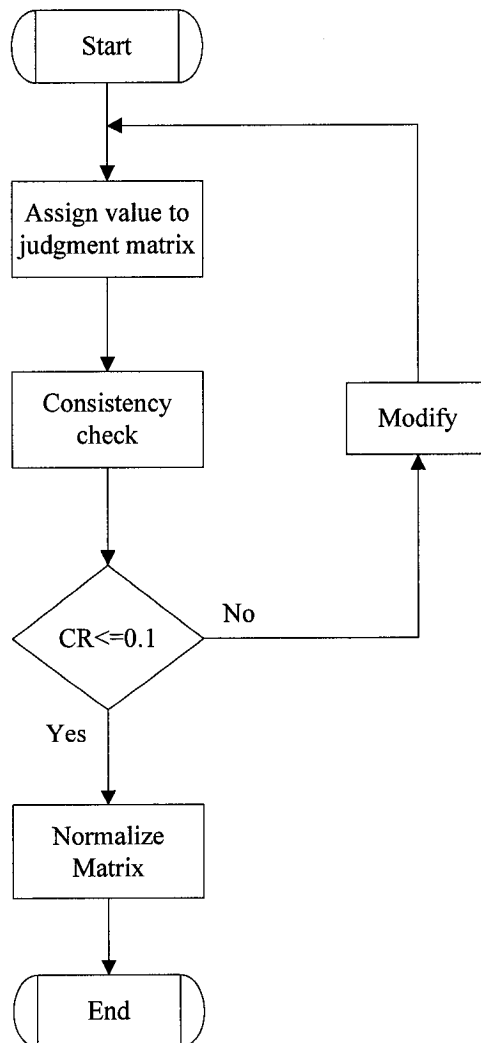 Start
Assign value to
judgment matrix
Consistency
check
Modify
CR<=0.1
No
Yes
Normalize
Matrix
End